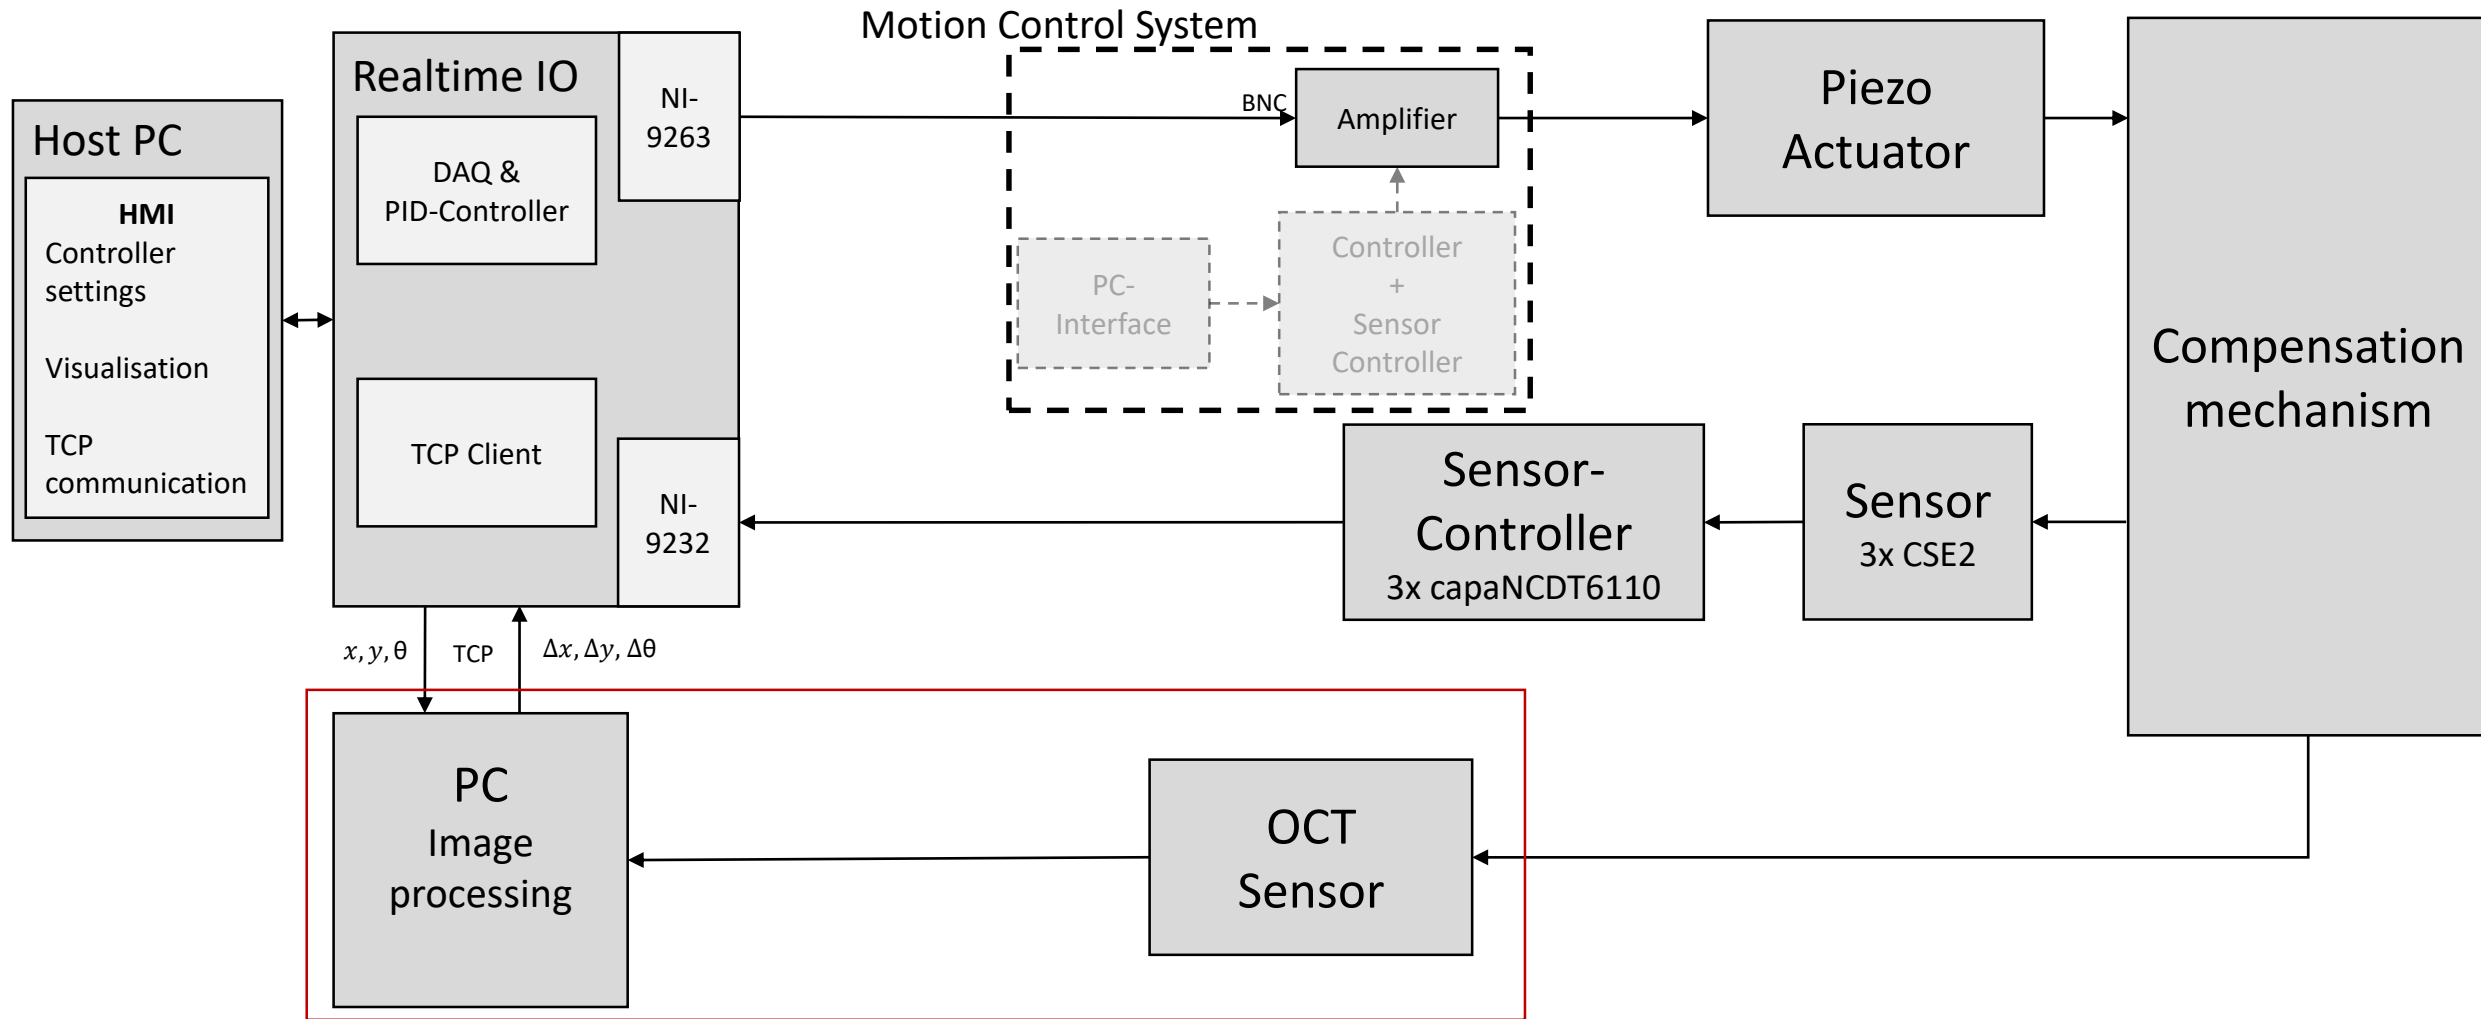 Motion Control System
Host PC
HMI
Controller
settings
Visualisation
TCP
communication
Realtime IO
DAQ &
PID-Controller
TCP Client
NI-
9263
NI-
9232
BNC
Amplifier
PC-
Interface
Controller
+
Sensor
Controller
Piezo
Actuator
Compensation
mechanism
Sensor-
Controller
3x capaNCDT6110
Sensor
3x CSE2
x, y, θ
TCP
Δx, Δy, Δθ
PC
Image
processing
OCT
Sensor